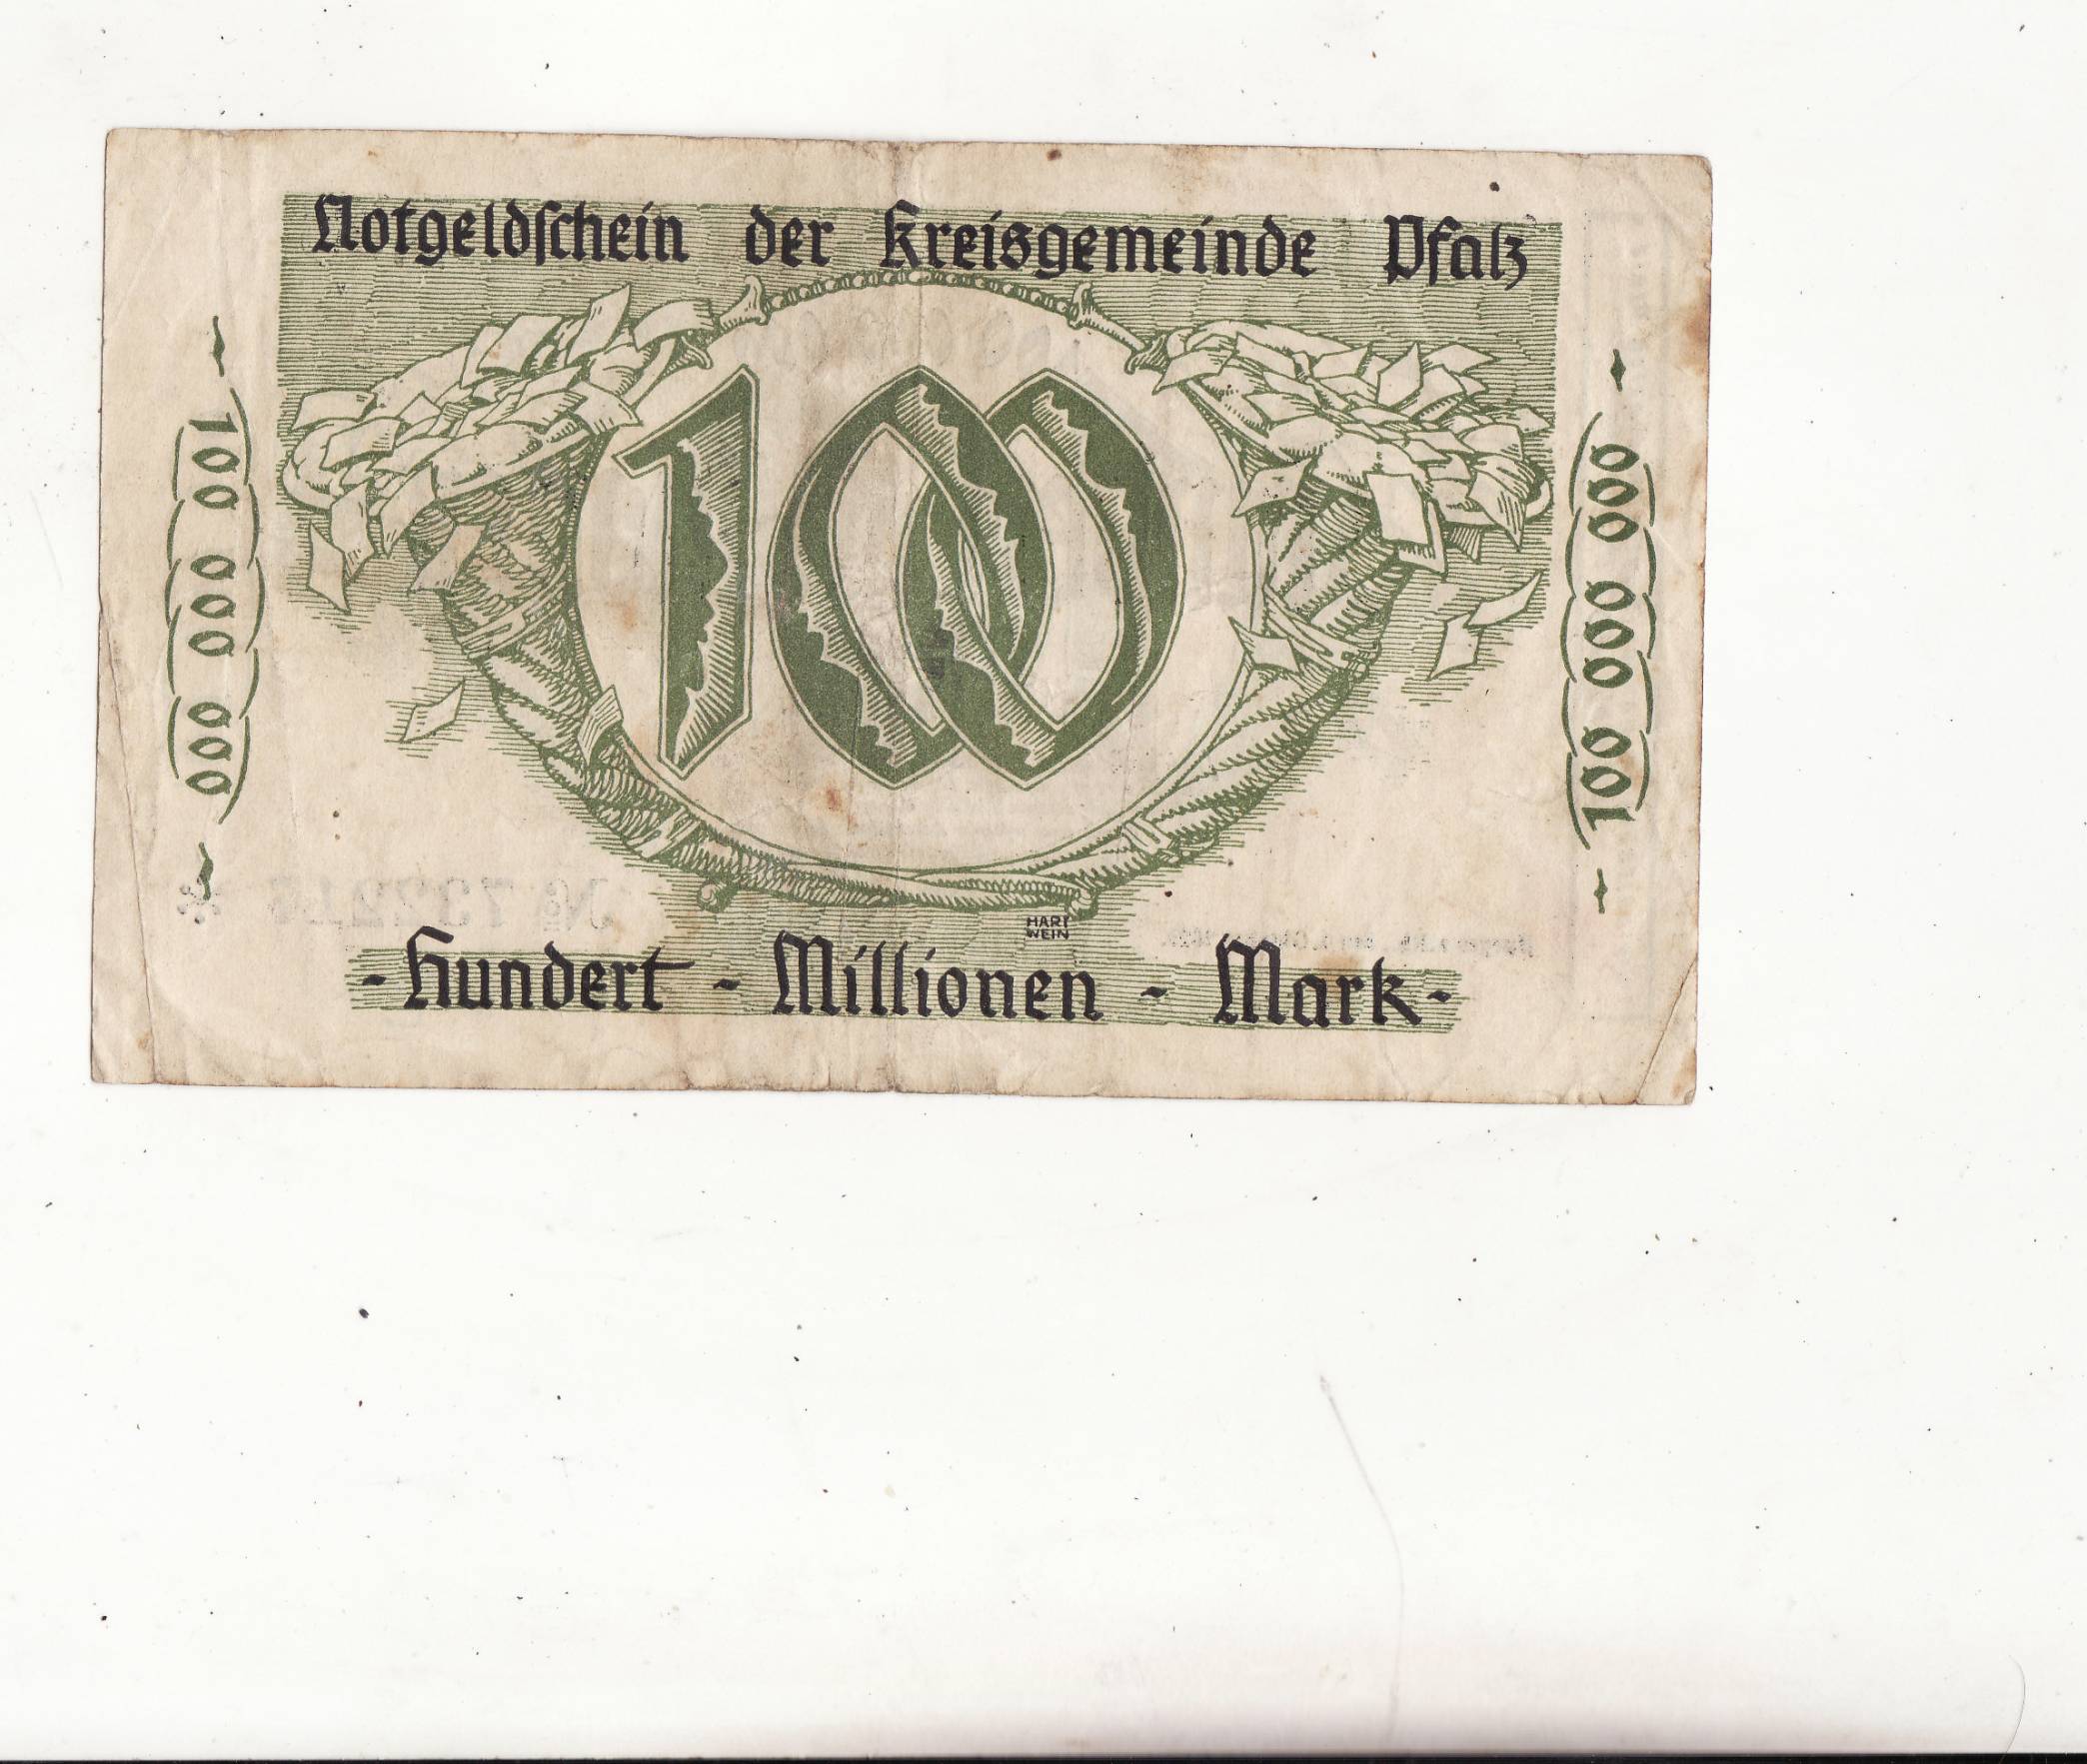 Notgeldschein der Kreisgemeinde Pfalz
100 000 000
100
100 000 000
HART
WEIN
- Hundert - Millionen - Mark -